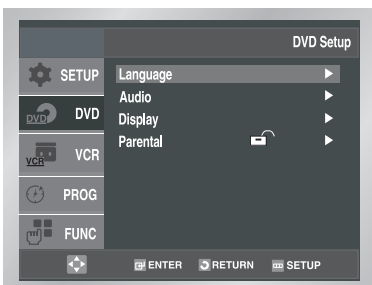 DVD Setup
SETUP
DVD
DVD
VCR
VCR
PROG
FUNC
Language
Audio
Display
Parental
ENTER RETURN SETUP